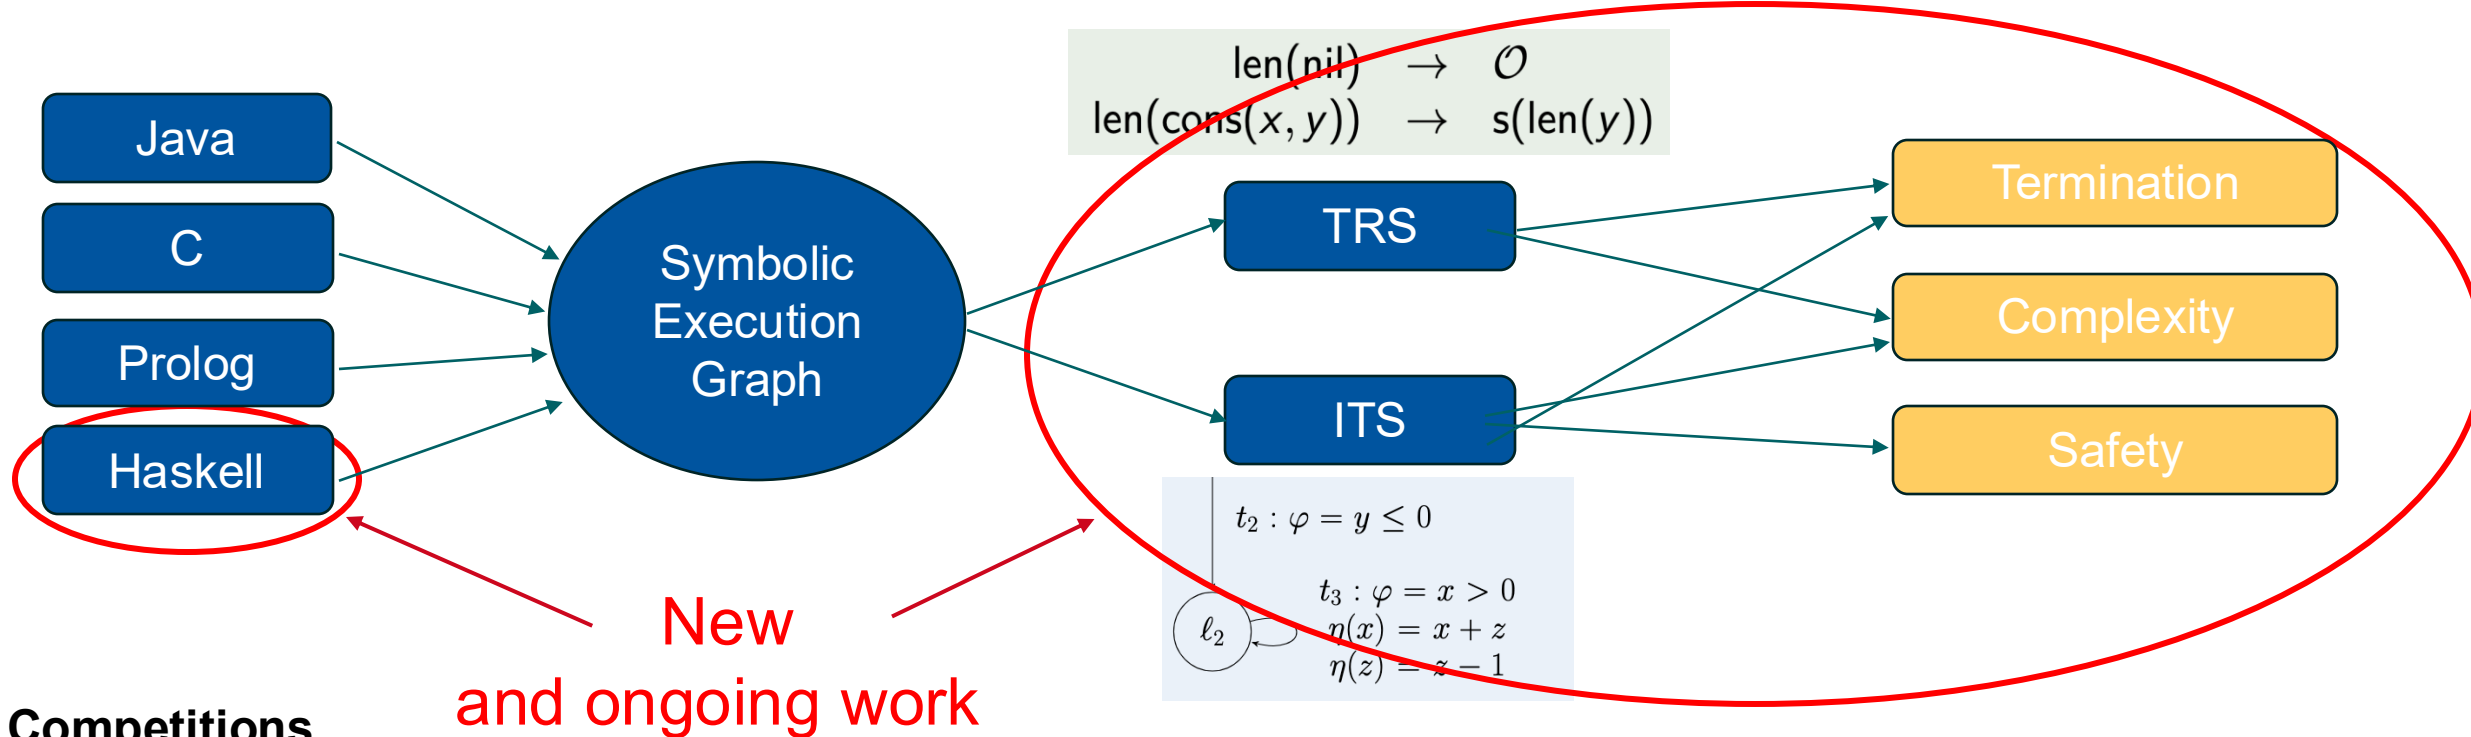 len(nil) → 𝒪
len(cons(x, y)) → s(len(y))
Java
C
Prolog
Haskell
Symbolic
Execution
Graph
TRS
ITS
Termination
Complexity
Safety
t₂ : φ = y ≤ 0
t₃ : φ = x > 0
η(x) = x + z
η(z) = z − 1
ℓ₂
New
and ongoing work
Competitions